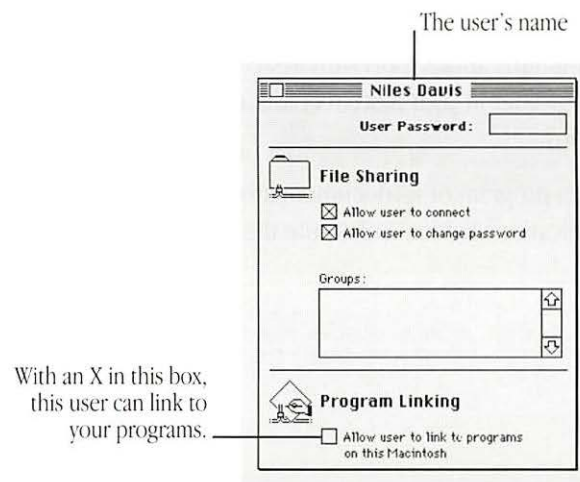 The user's name
Niles Davis
User Password:
File Sharing
Allow user to connect
Allow user to change password
Groups:
With an X in this box,
this user can link to
your programs.
Program Linking
Allow user to link to programs
on this Macintosh